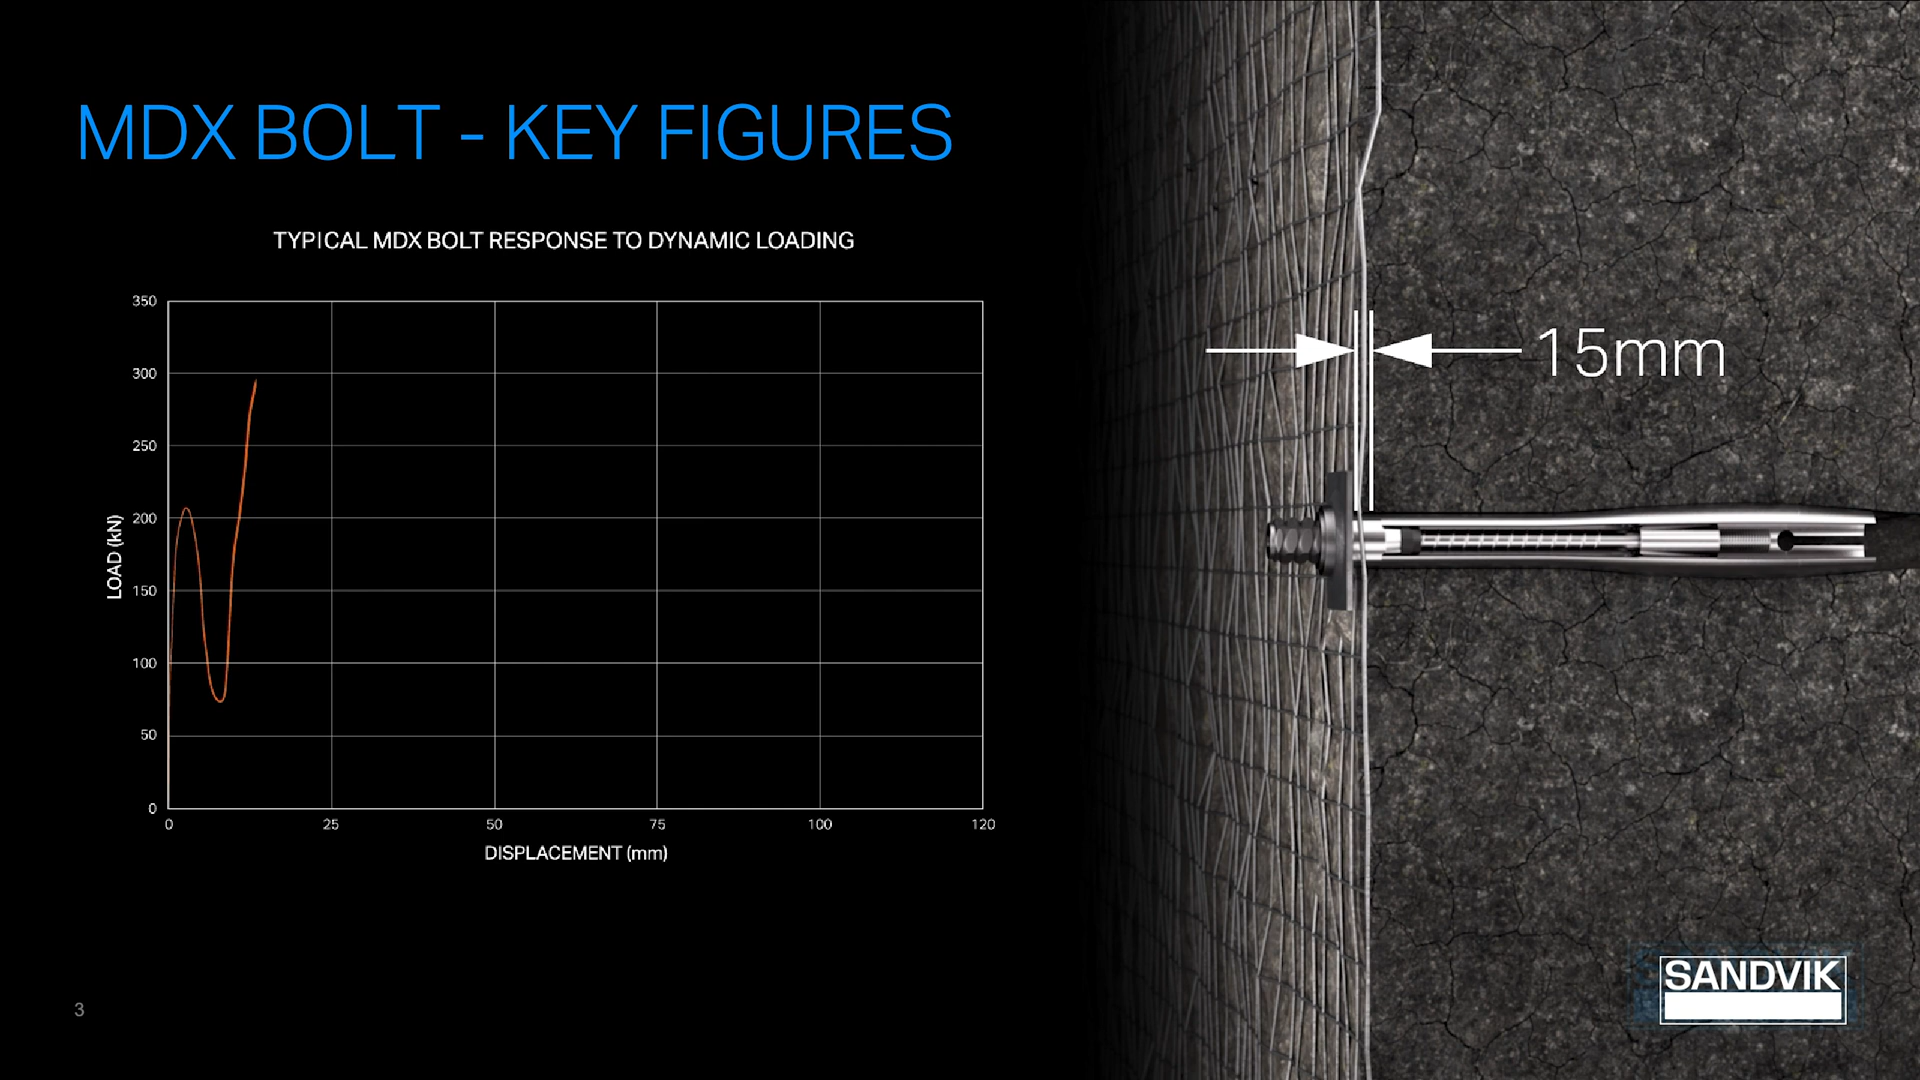 MDX BOLT - KEY FIGURES
TYPICAL MDX BOLT RESPONSE TO DYNAMIC LOADING
350
300
250
200
150
100
50
0
LOAD (kN)
0 25 50 75 100 120
DISPLACEMENT (mm)
15mm
3
SANDVIK